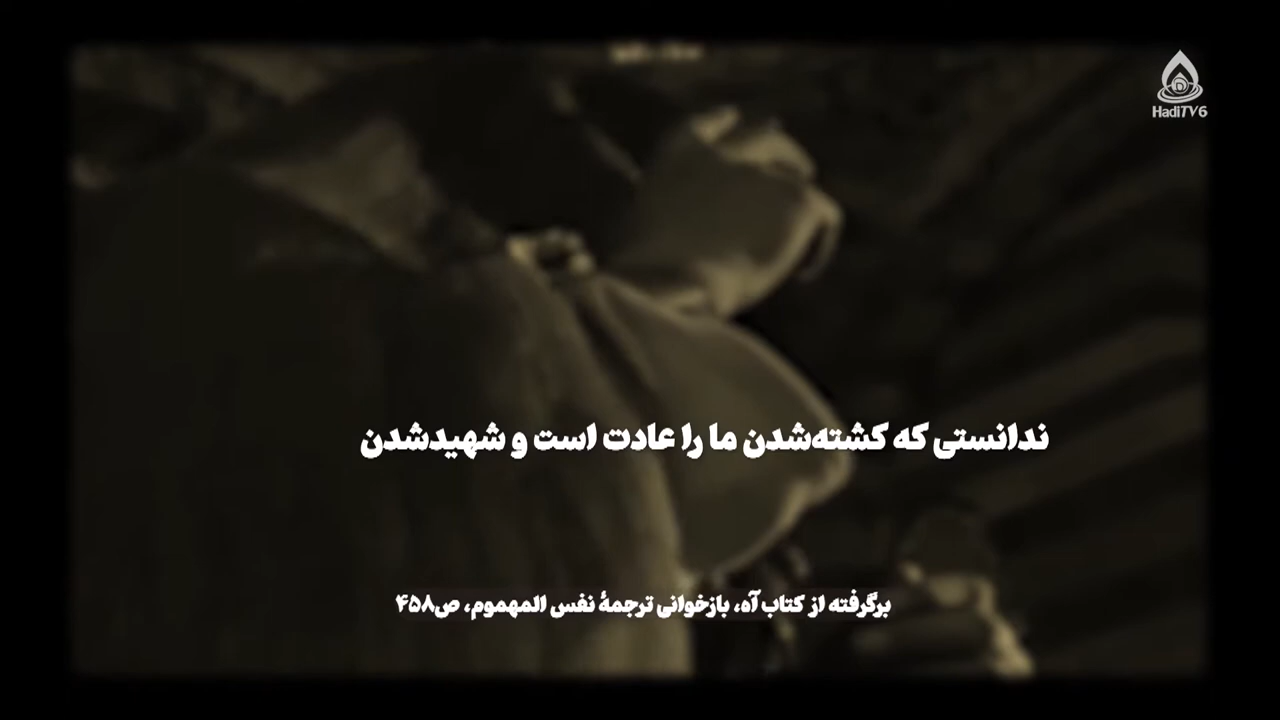 HadiTV6
ندانستی که کشته‌شدن ما را عادت است و شهیدشدن
برگرفته از کتاب آه، بازخوانی ترجمهٔ نفس المهموم، ص۴۵۸